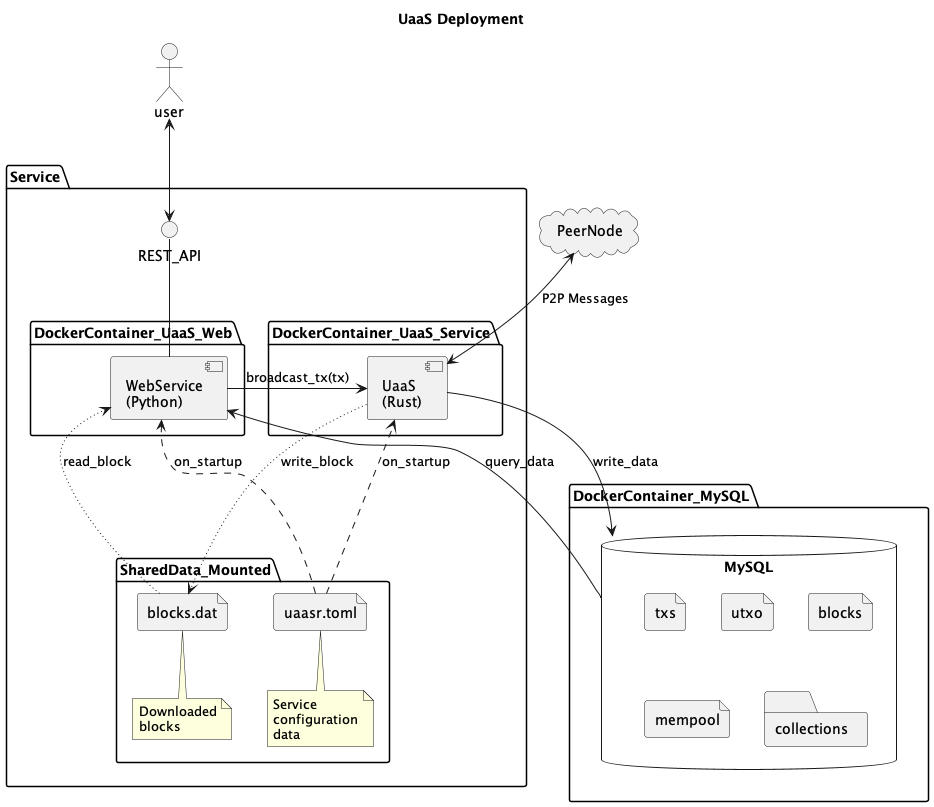 UaaS Deployment
user
Service
PeerNode
REST_API
P2P Messages
DockerContainer_UaaS_Web
DockerContainer_UaaS_Service
WebService
(Python)
broadcast_tx(tx)
UaaS
(Rust)
read_block
on_startup
write_block
on_startup
query_data
write_data
DockerContainer_MySQL
SharedData_Mounted
MySQL
blocks.dat
uaasr.toml
txs
utxo
blocks
Downloaded
blocks
Service
configuration
data
mempool
collections